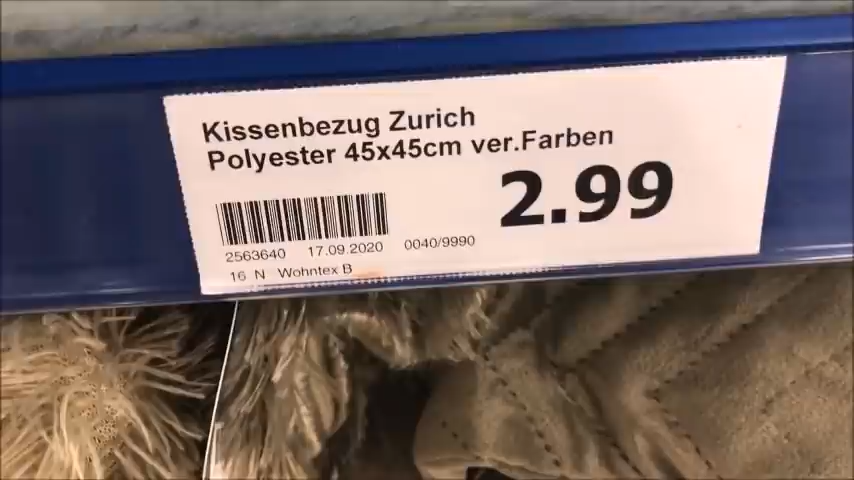 Kissenbezug Zurich
Polyester 45x45cm ver.Farben
2.99
2563640 17.09.2020 0040/9990
16 N Wohntex B